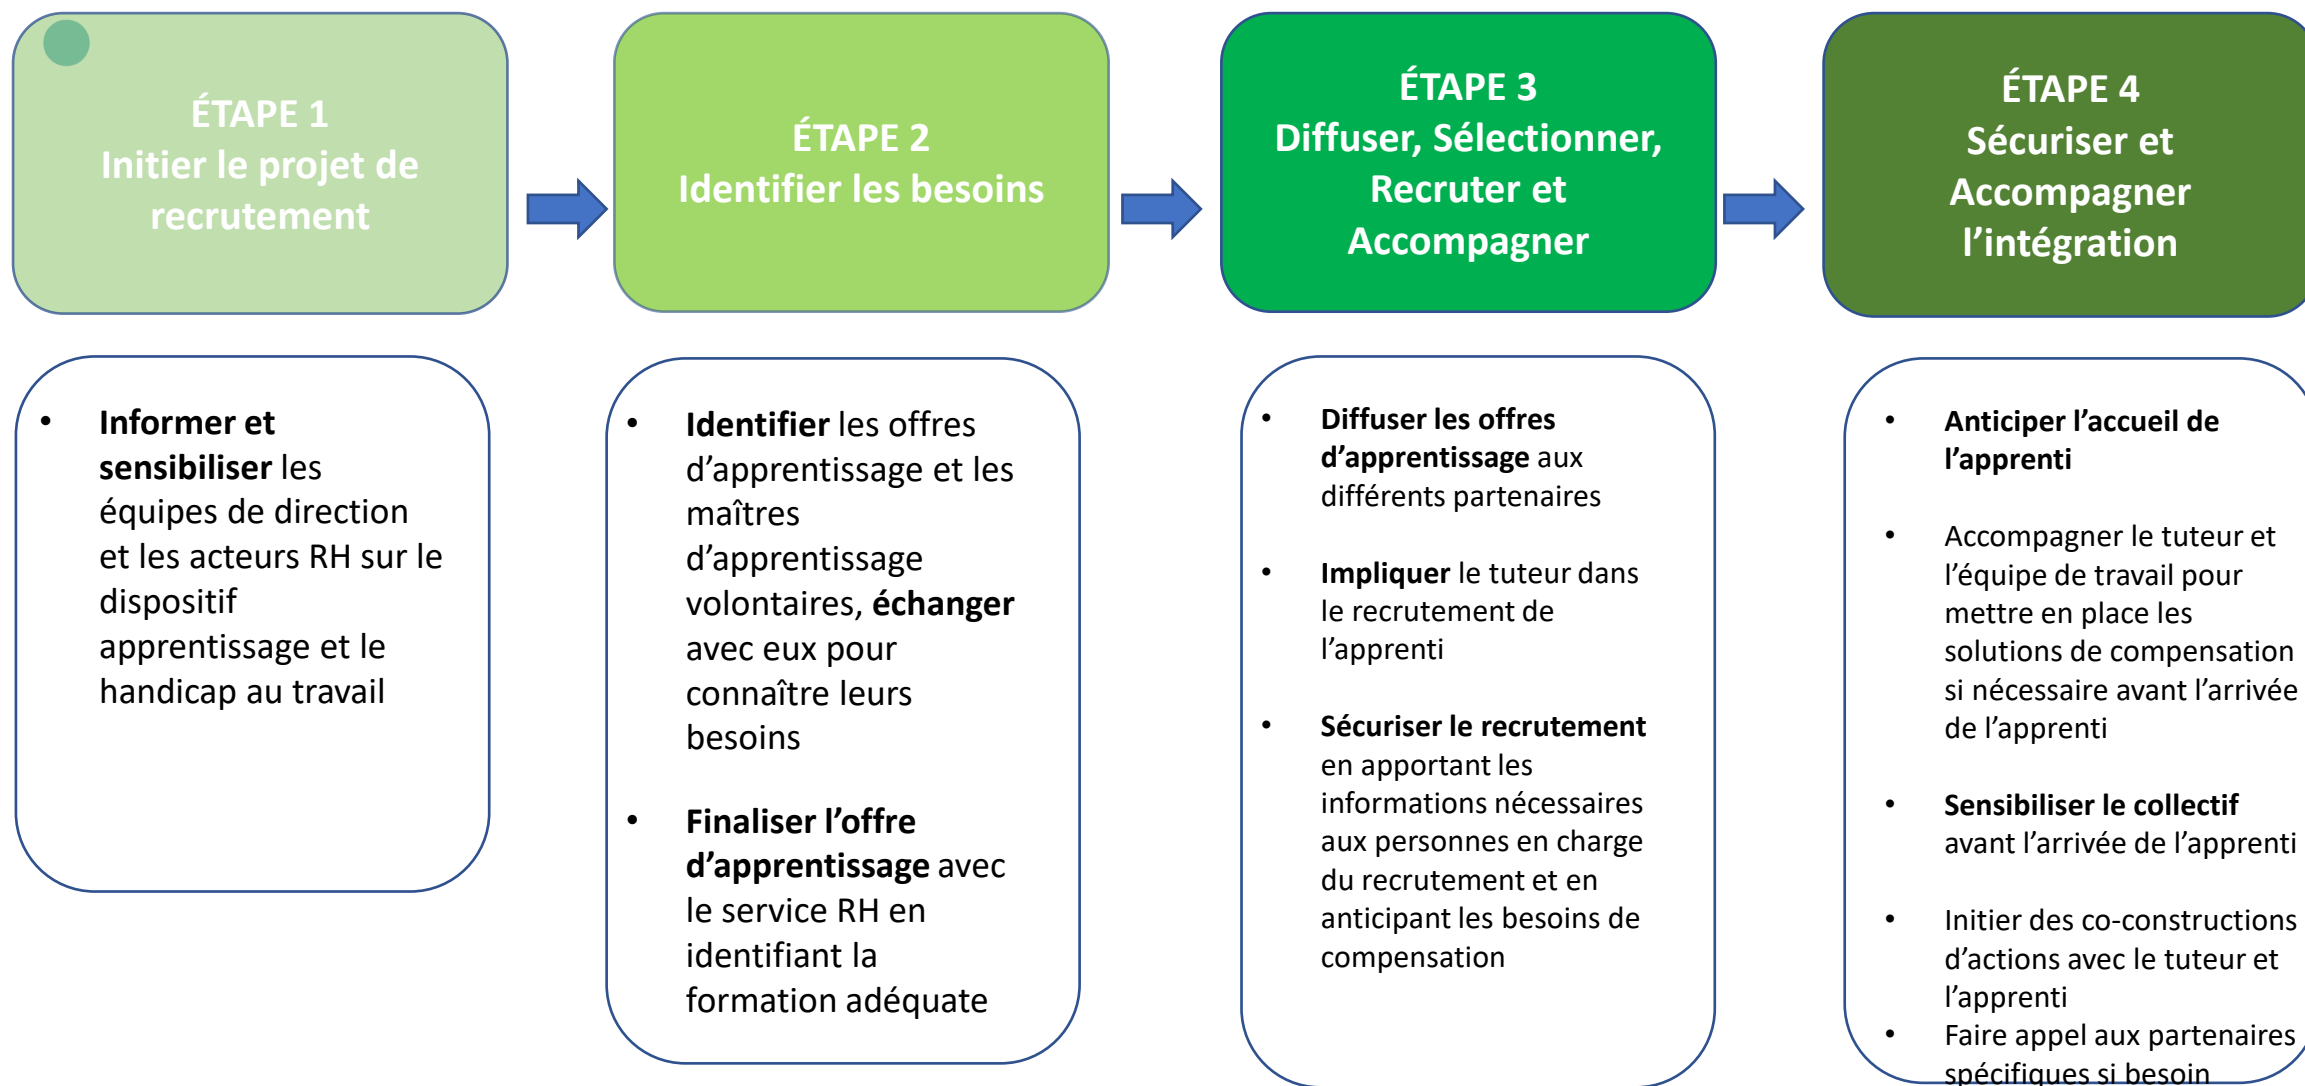 ÉTAPE 1
Initier le projet de
recrutement
ÉTAPE 2
Identifier les besoins
ÉTAPE 3
Diffuser, Sélectionner,
Recruter et
Accompagner
ÉTAPE 4
Sécuriser et
Accompagner
l’intégration
• Informer et
sensibiliser les
équipes de direction
et les acteurs RH sur le
dispositif
apprentissage et le
handicap au travail
• Identifier les offres
d’apprentissage et les
maîtres
d’apprentissage
volontaires, échanger
avec eux pour
connaître leurs
besoins
• Finaliser l’offre
d’apprentissage avec
le service RH en
identifiant la
formation adéquate
• Diffuser les offres
d’apprentissage aux
différents partenaires
• Impliquer le tuteur dans
le recrutement de
l’apprenti
• Sécuriser le recrutement
en apportant les
informations nécessaires
aux personnes en charge
du recrutement et en
anticipant les besoins de
compensation
• Anticiper l’accueil de
l’apprenti
• Accompagner le tuteur et
l’équipe de travail pour
mettre en place les
solutions de compensation
si nécessaire avant l’arrivée
de l’apprenti
• Sensibiliser le collectif
avant l’arrivée de l’apprenti
• Initier des co-constructions
d’actions avec le tuteur et
l’apprenti
• Faire appel aux partenaires
spécifiques si besoin